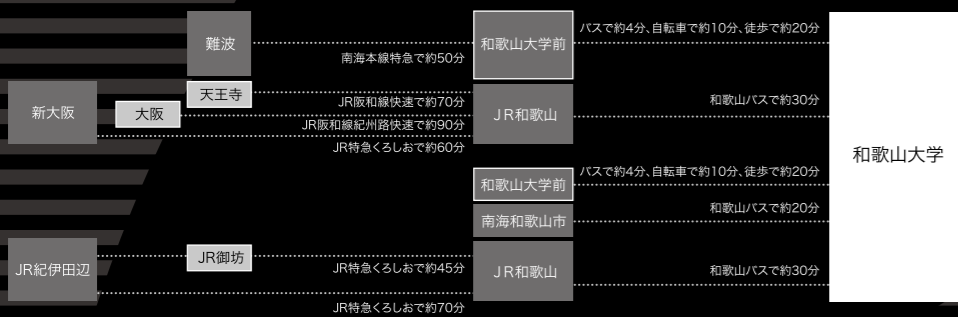 難波
南海本線特急で約50分
和歌山大学前
バスで約4分、自転車で約10分、徒歩で約20分
新大阪
大阪
天王寺
JR阪和線快速で約70分
JR阪和線紀州路快速で約90分
JR特急くろしおで約60分
JR和歌山
和歌山バスで約30分
和歌山大学
和歌山大学前
バスで約4分、自転車で約10分、徒歩で約20分
南海和歌山市
和歌山バスで約20分
JR紀伊田辺
JR御坊
JR特急くろしおで約45分
JR特急くろしおで約70分
JR和歌山
和歌山バスで約30分